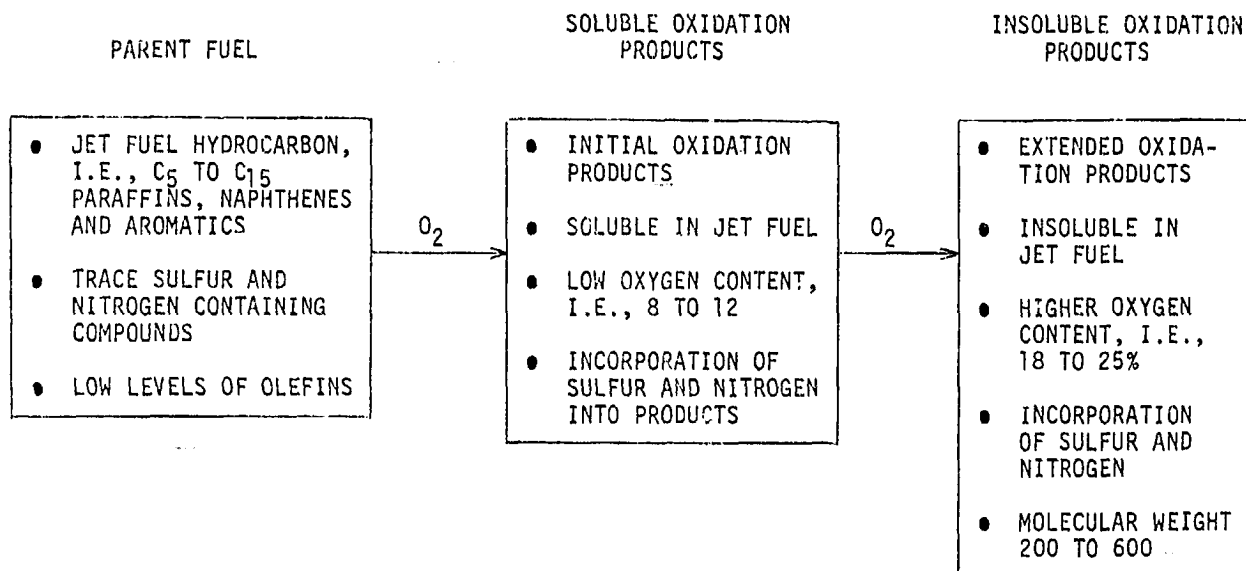 PARENT FUEL
SOLUBLE OXIDATION
PRODUCTS
INSOLUBLE OXIDATION
PRODUCTS
● JET FUEL HYDROCARBON,
I.E., C5 TO C15
PARAFFINS, NAPHTHENES
AND AROMATICS
● TRACE SULFUR AND
NITROGEN CONTAINING
COMPOUNDS
● LOW LEVELS OF OLEFINS
O2
● INITIAL OXIDATION
PRODUCTS
● SOLUBLE IN JET FUEL
● LOW OXYGEN CONTENT,
I.E., 8 TO 12
● INCORPORATION OF
SULFUR AND NITROGEN
INTO PRODUCTS
O2
● EXTENDED OXIDA-
TION PRODUCTS
● INSOLUBLE IN
JET FUEL
● HIGHER OXYGEN
CONTENT, I.E.,
18 TO 25%
● INCORPORATION
OF SULFUR AND
NITROGEN
● MOLECULAR WEIGHT
200 TO 600